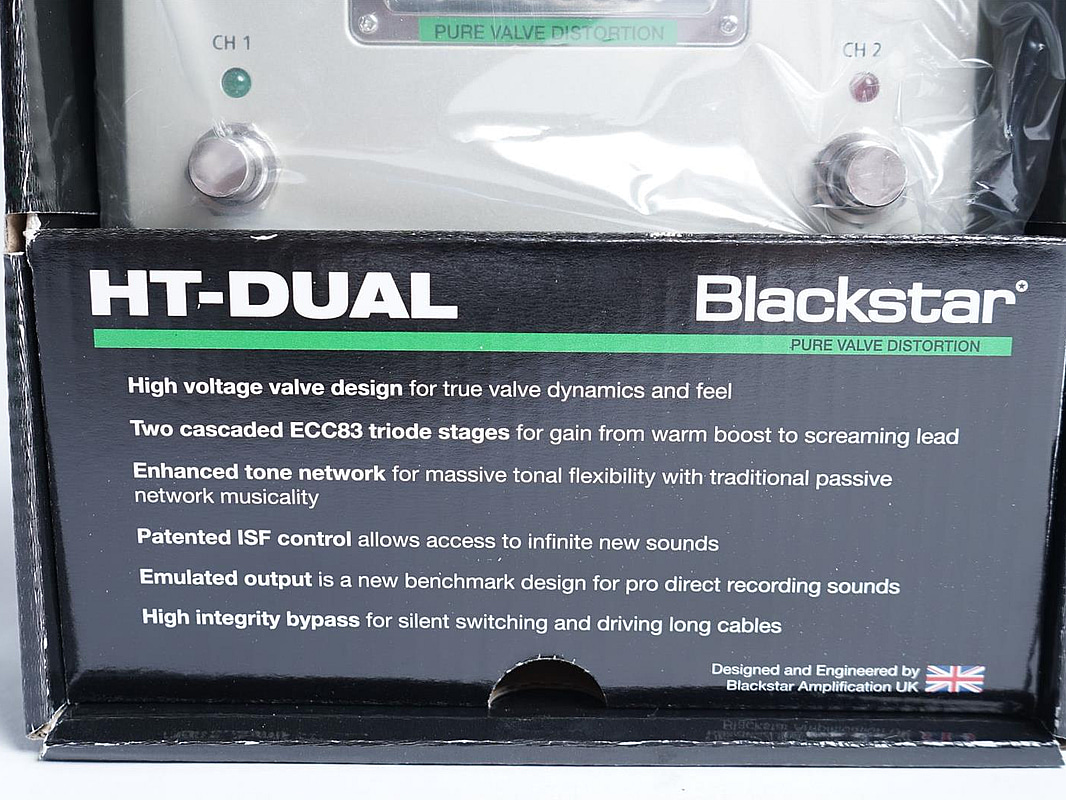 PURE VALVE DISTORTION
CH 1
CH 2
HT-DUAL
Blackstar
PURE VALVE DISTORTION
High voltage valve design for true valve dynamics and feel
Two cascaded ECC83 triode stages for gain from warm boost to screaming lead
Enhanced tone network for massive tonal flexibility with traditional passive
network musicality
Patented ISF control allows access to infinite new sounds
Emulated output is a new benchmark design for pro direct recording sounds
High integrity bypass for silent switching and driving long cables
Designed and Engineered by
Blackstar Amplification UK